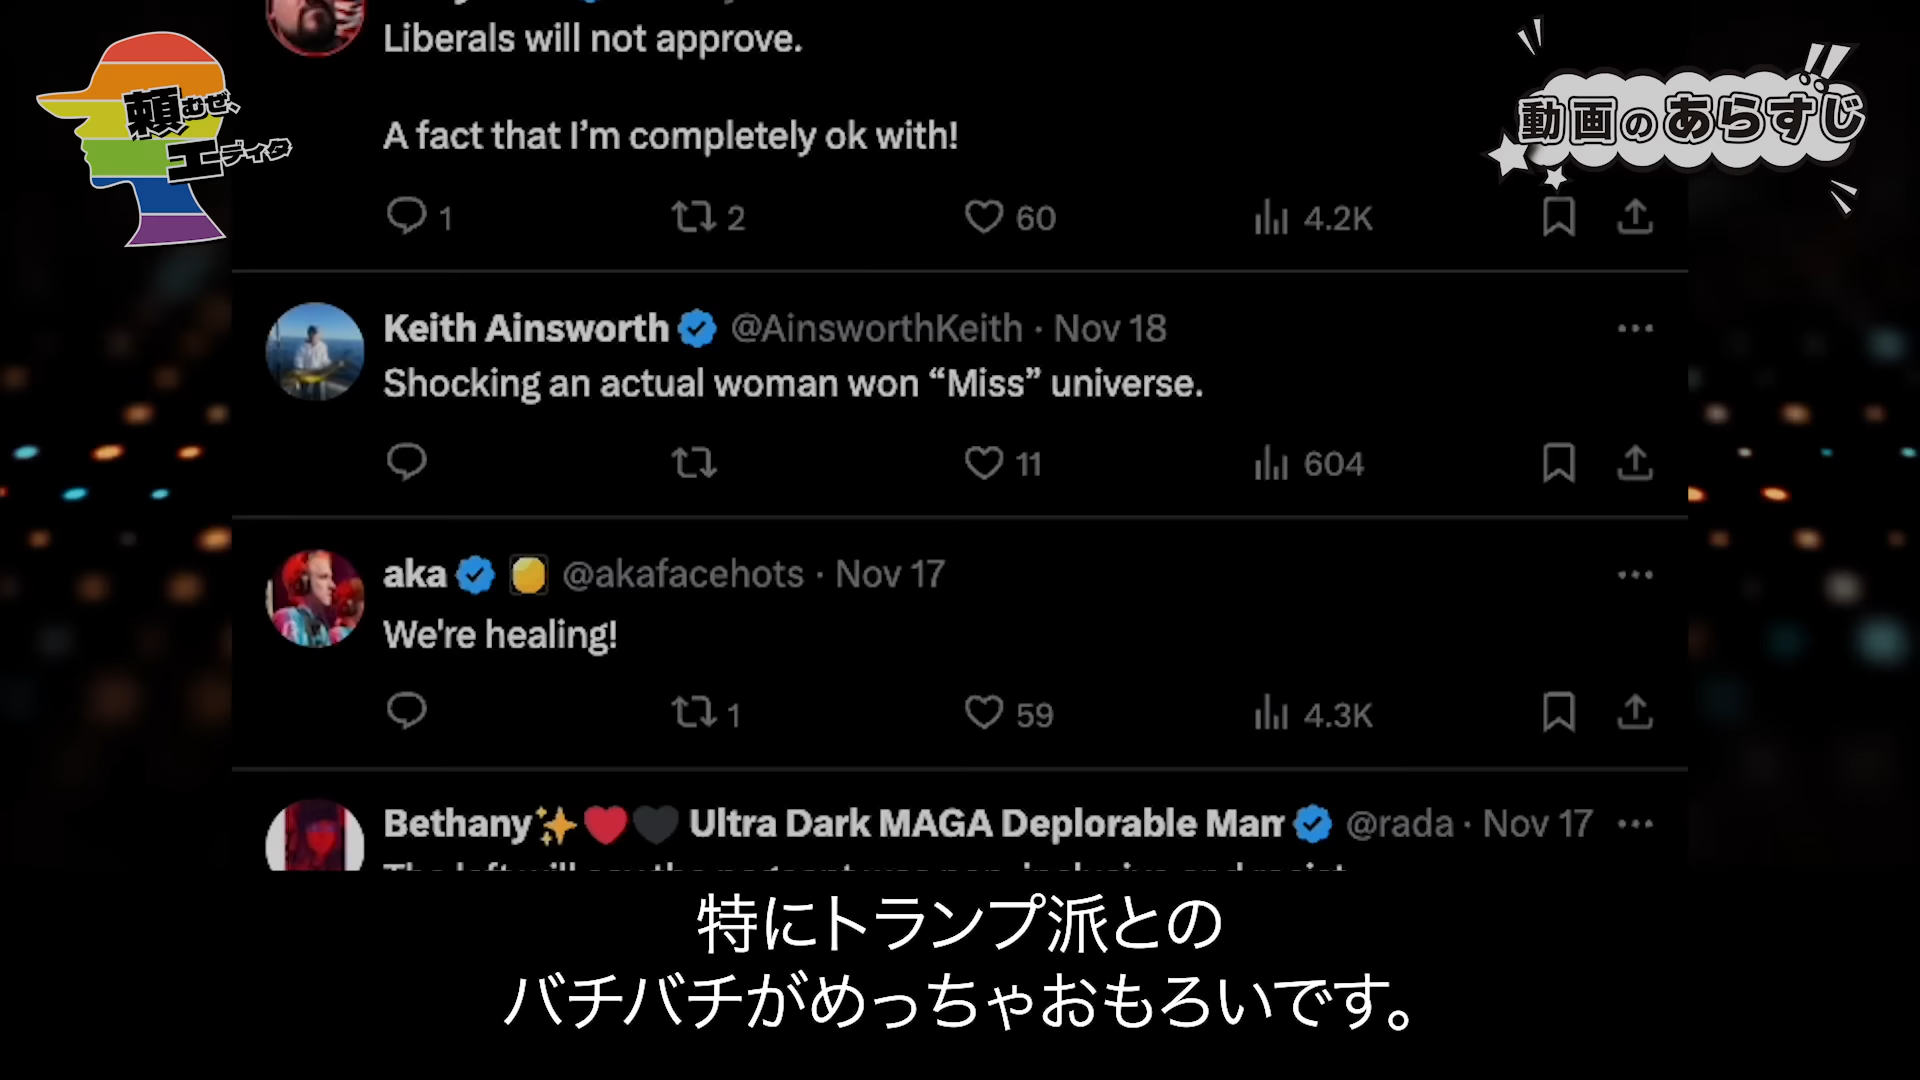 頼むぜ、
エディタ
動画のあらすじ
Liberals will not approve.
A fact that I’m completely ok with!
1 2 60 4.2K
Keith Ainsworth @AinsworthKeith · Nov 18
Shocking an actual woman won “Miss” universe.
11 604
aka @akafacehots · Nov 17
We're healing!
1 59 4.3K
Bethany✨❤️🖤 Ultra Dark MAGA Deplorable @rada · Nov 17
特にトランプ派との
バチバチがめっちゃおもろいです。